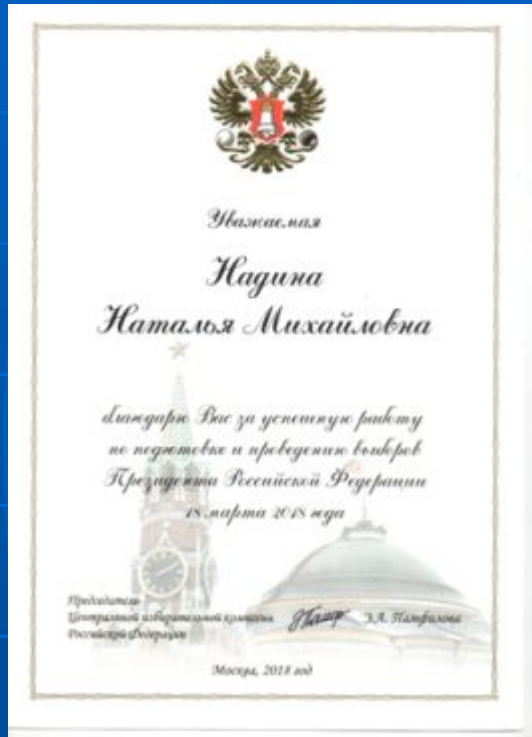 Уважаемая
Надина
Наталья Михайловна
благодарю Вас за успешную работу
по подготовке и проведению выборов
Президента Российской Федерации
18 марта 2018 года
Председатель
Центральной избирательной комиссии
Российской Федерации
Э.А. Памфилова
Москва, 2018 год